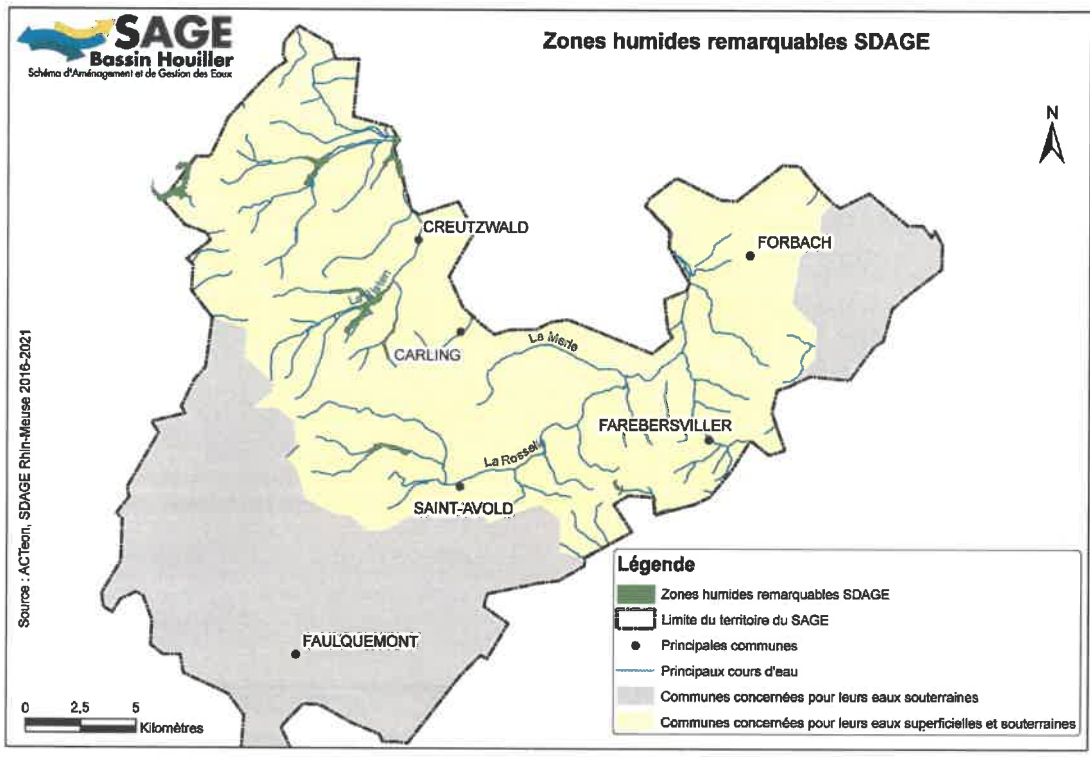 SAGE
Bassin Houiller
Schéma d'Aménagement et de Gestion des Eaux
Zones humides remarquables SDAGE
N
CREUTZWALD
FORBACH
CARLING
La Merle
FAREBERSVILLER
La Rossel
SAINT-AVOLD
FAULQUEMONT
Source : ACTeon, SDAGE Rhin-Meuse 2016-2021
0 2,5 5
Kilomètres
Légende
Zones humides remarquables SDAGE
Limite du territoire du SAGE
Principales communes
Principaux cours d'eau
Communes concernées pour leurs eaux souterraines
Communes concernées pour leurs eaux superficielles et souterraines